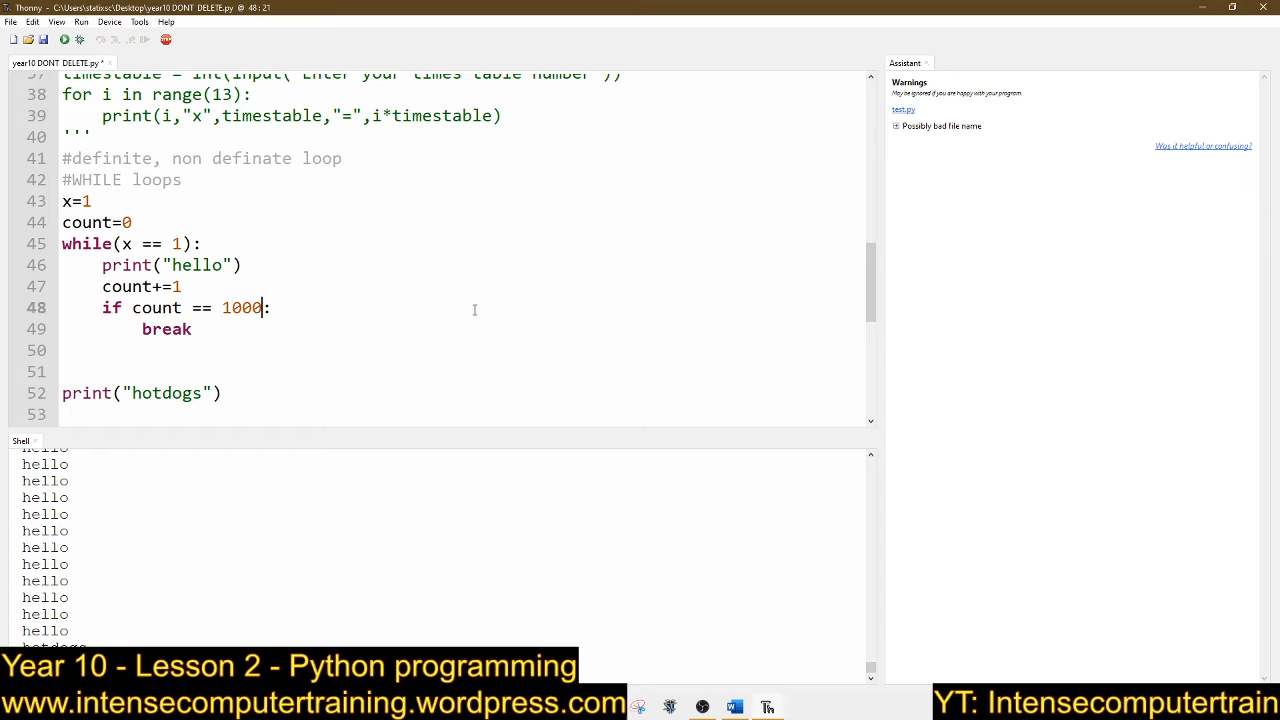 Thonny - C:\Users\statisc\Desktop\year10 DONT DELETE.py @ 48:21
File Edit View Run Device Tools Help
year10 DONT DELETE.py *
37 timestable = int(input("Enter your times table number"))
38 for i in range(13):
39 print(i,"x",timestable,"=",i*timestable)
40 '''
41 #definite, non definate loop
42 #WHILE loops
43 x=1
44 count=0
45 while(x == 1):
46 print("hello")
47 count+=1
48 if count == 1000:
49 break
50
51
52 print("hotdogs")
53
Shell
hello
hello
hello
hello
hello
hello
hello
hello
hello
hello
hello
hello
hotdogs
Assistant
Warnings
May be ignored if you are happy with your program.
test.py
Possibly bad file name
Was it helpful or confusing?
Year 10 - Lesson 2 - Python programming
www.intensecomputertraining.wordpress.com
YT: Intensecomputertrain